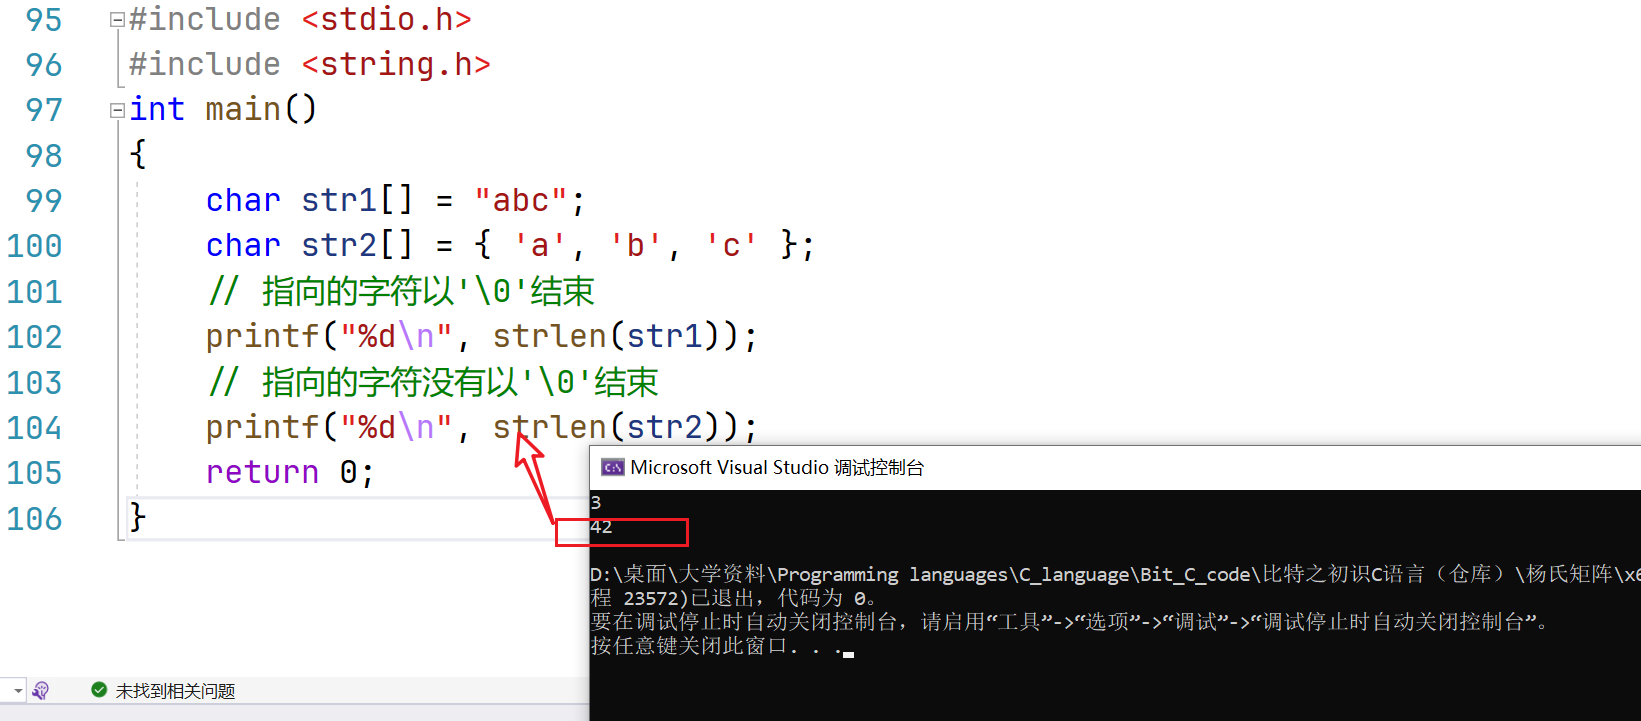 95 #include <stdio.h>
96 #include <string.h>
97 int main()
98 {
99 char str1[] = "abc";
100 char str2[] = { 'a', 'b', 'c' };
101 // 指向的字符以'\0'结束
102 printf("%d\n", strlen(str1));
103 // 指向的字符没有以'\0'结束
104 printf("%d\n", strlen(str2));
105 return 0;
106 }
Microsoft Visual Studio 调试控制台
3
42
D:\桌面\大学资料\Programming languages\C_language\Bit_C_code\比特之初识C语言（仓库）\杨氏矩阵\x6
程 23572)已退出，代码为 0。
要在调试停止时自动关闭控制台，请启用“工具”->“选项”->“调试”->“调试停止时自动关闭控制台”。
按任意键关闭此窗口. . .
未找到相关问题